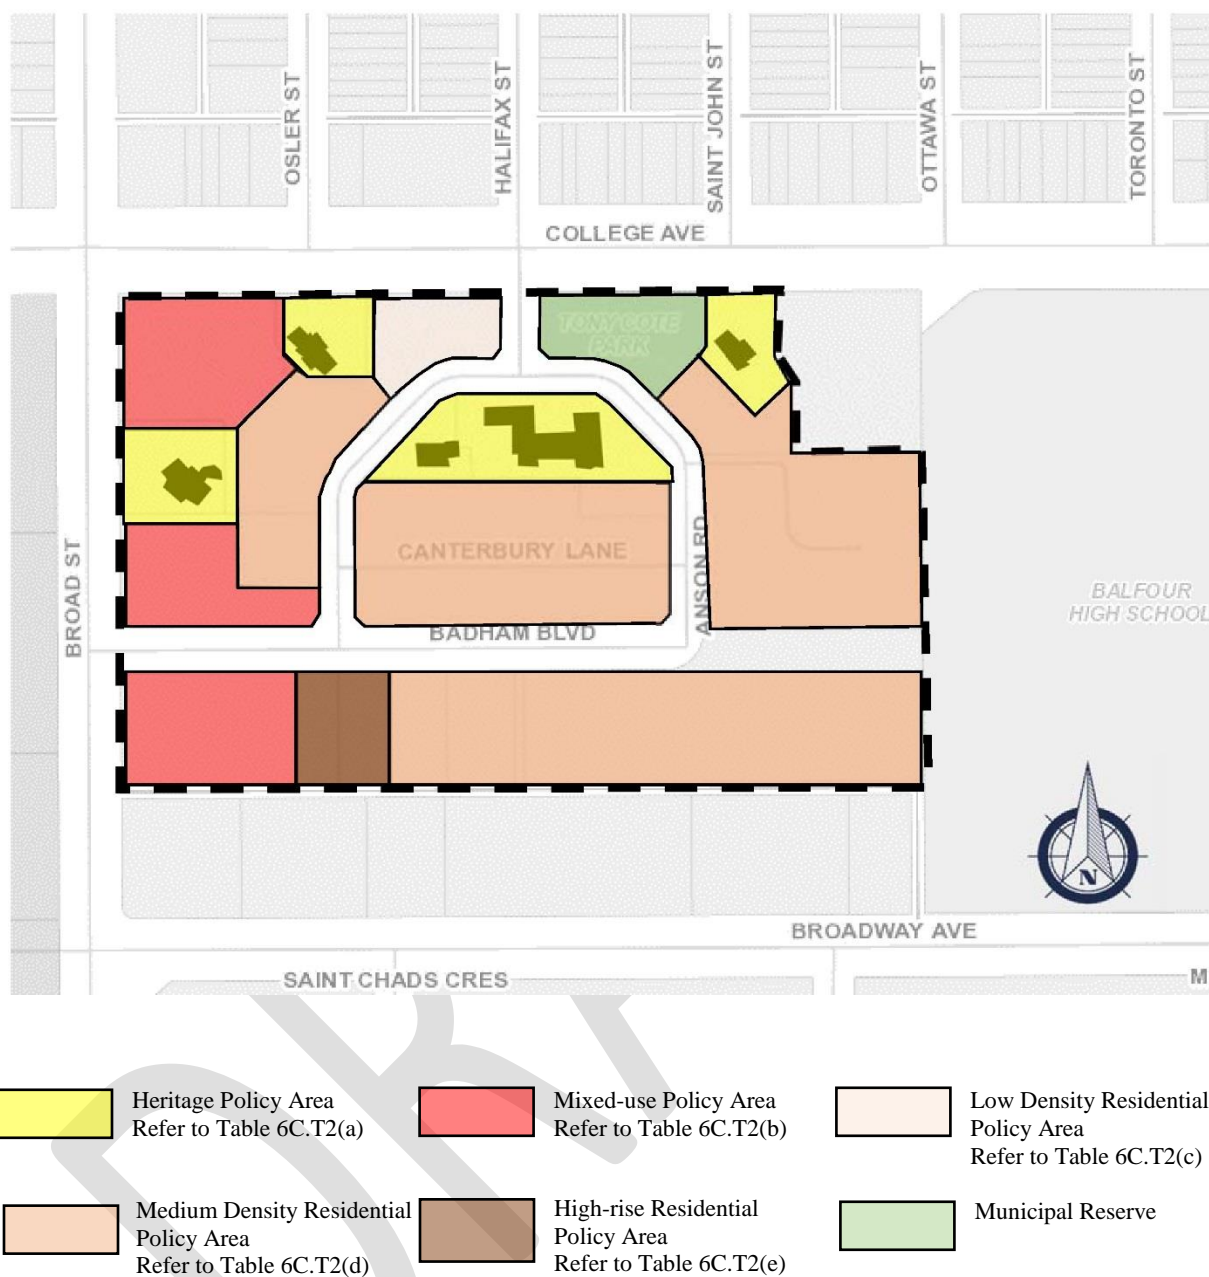 OSLER ST
HALIFAX ST
SAINT JOHN ST
OTTAWA ST
TORONTO ST
COLLEGE AVE
TONY COTE
PARK
BROAD ST
CANTERBURY LANE
ANSON RD
BADHAM BLVD
BALFOUR
HIGH SCHOOL
N
BROADWAY AVE
SAINT CHADS CRES
M
Heritage Policy Area
Refer to Table 6C.T2(a)
Mixed-use Policy Area
Refer to Table 6C.T2(b)
Low Density Residential
Policy Area
Refer to Table 6C.T2(c)
Medium Density Residential
Policy Area
Refer to Table 6C.T2(d)
High-rise Residential
Policy Area
Refer to Table 6C.T2(e)
Municipal Reserve